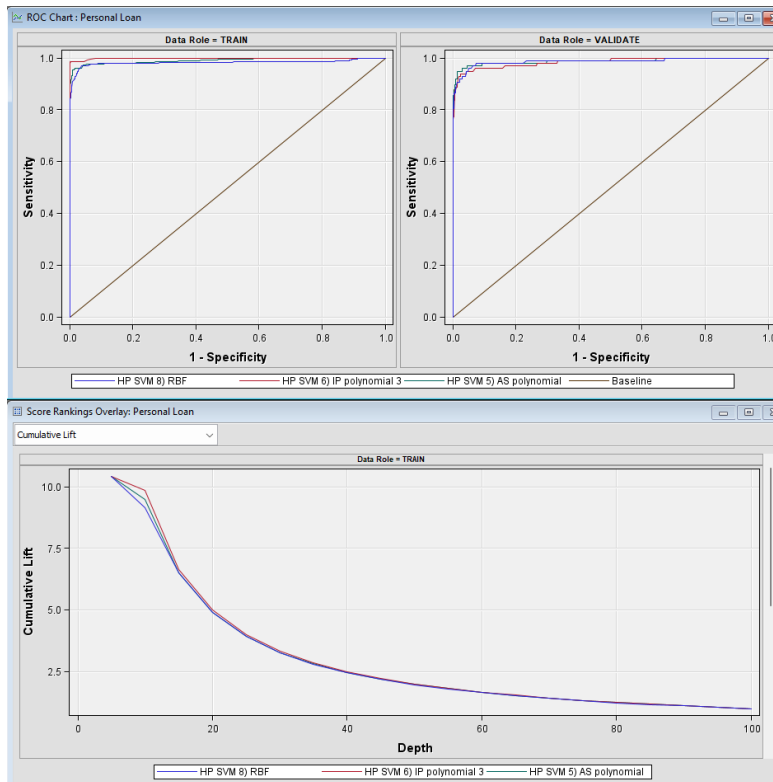 ROC Chart : Personal Loan
Data Role = TRAIN
Data Role = VALIDATE
Sensitivity
1.0
0.8
0.6
0.4
0.2
0.0
0.0 0.2 0.4 0.6 0.8 1.0
1 - Specificity
Sensitivity
1.0
0.8
0.6
0.4
0.2
0.0
0.0 0.2 0.4 0.6 0.8 1.0
1 - Specificity
HP SVM 8) RBF HP SVM 6) IP polynomial 3 HP SVM 5) AS polynomial Baseline
Score Rankings Overlay: Personal Loan
Cumulative Lift
Data Role = TRAIN
Cumulative Lift
10.0
7.5
5.0
2.5
0 20 40 60 80 100
Depth
HP SVM 8) RBF HP SVM 6) IP polynomial 3 HP SVM 5) AS polynomial